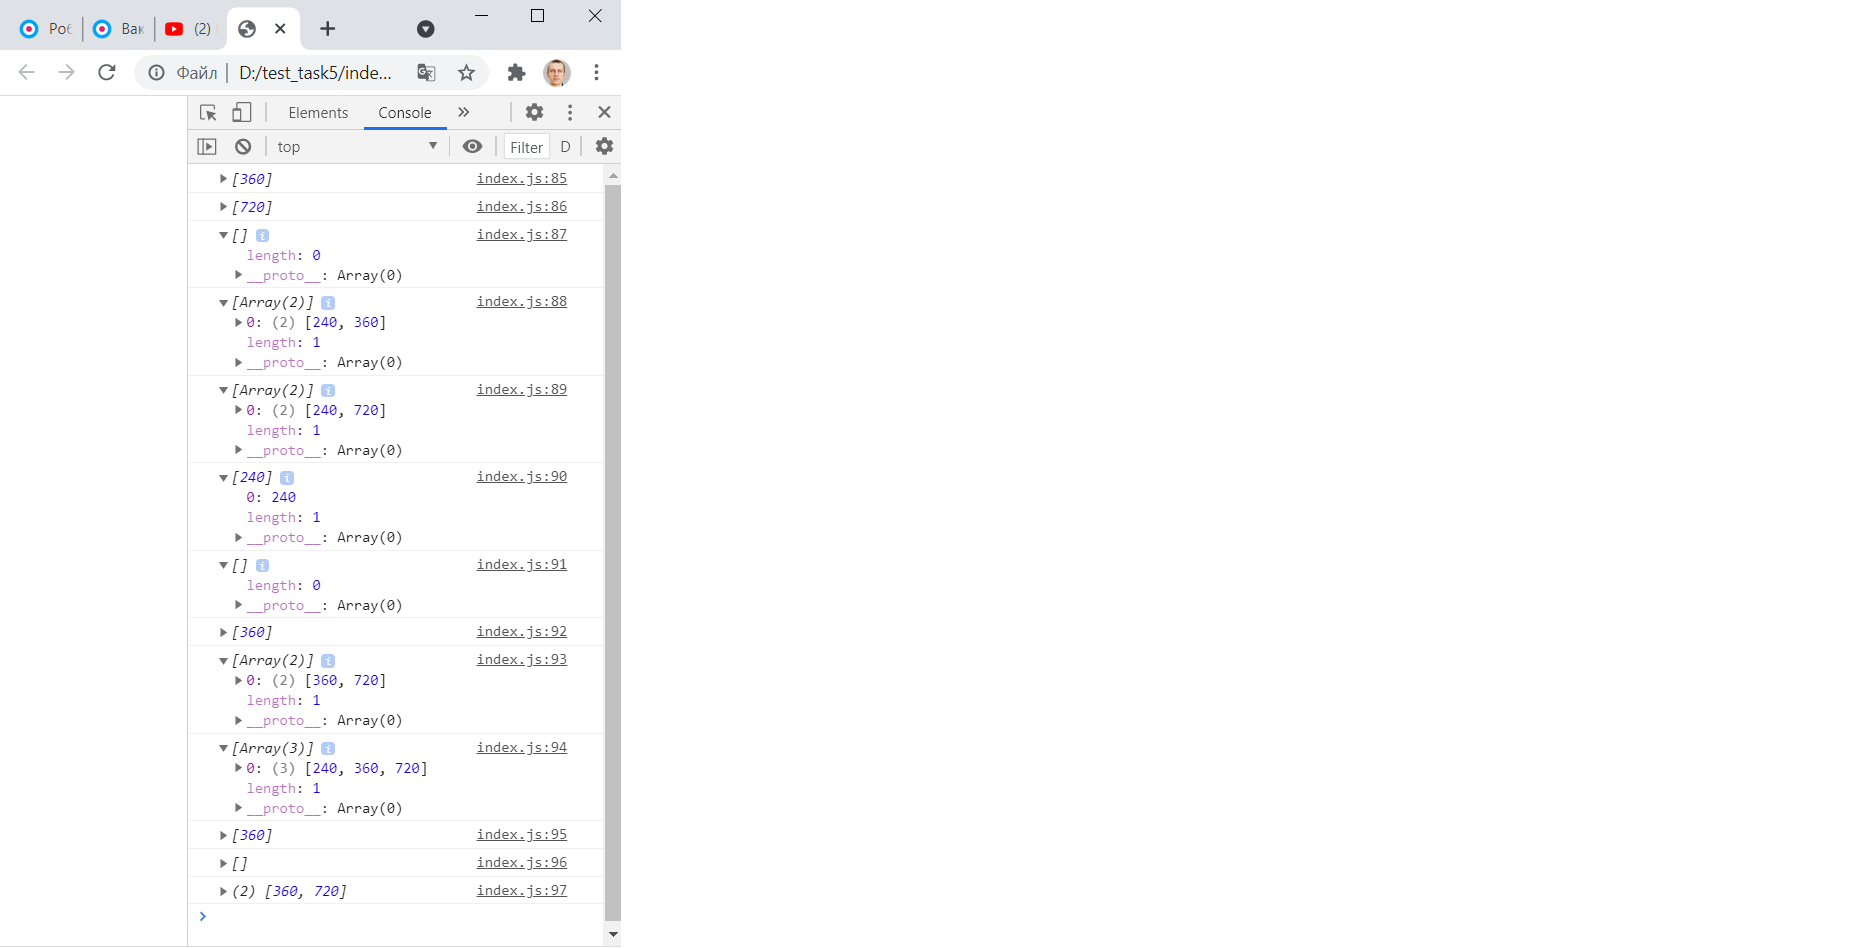 Роб Вак (2)
Файл | D:/test_task5/inde...
Elements Console
top Filter D
[360] index.js:85
[720] index.js:86
[] index.js:87
length: 0
__proto__: Array(0)
[Array(2)] index.js:88
0: (2) [240, 360]
length: 1
__proto__: Array(0)
[Array(2)] index.js:89
0: (2) [240, 720]
length: 1
__proto__: Array(0)
[240] index.js:90
0: 240
length: 1
__proto__: Array(0)
[] index.js:91
length: 0
__proto__: Array(0)
[360] index.js:92
[Array(2)] index.js:93
0: (2) [360, 720]
length: 1
__proto__: Array(0)
[Array(3)] index.js:94
0: (3) [240, 360, 720]
length: 1
__proto__: Array(0)
[360] index.js:95
[] index.js:96
(2) [360, 720] index.js:97